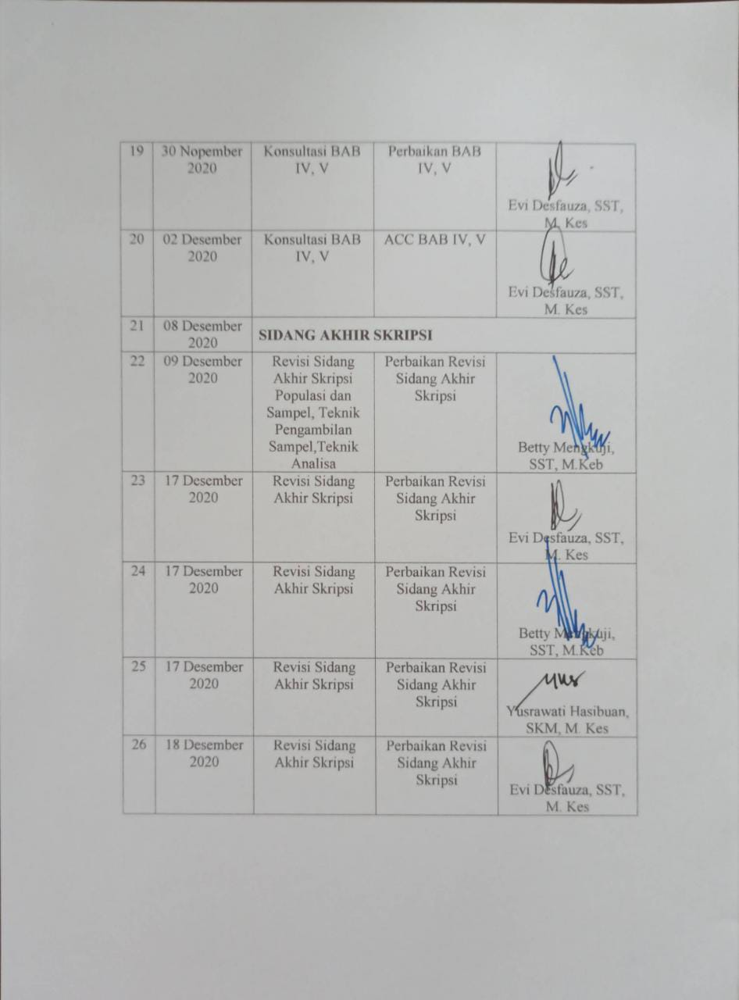 19 30 Nopember Konsultasi BAB Perbaikan BAB
2020 IV, V IV, V
Evi Desfauza, SST,
M. Kes
20 02 Desember Konsultasi BAB ACC BAB IV, V
2020 IV, V
Evi Desfauza, SST,
M. Kes
21 08 Desember
2020
SIDANG AKHIR SKRIPSI
22 09 Desember Revisi Sidang Perbaikan Revisi
2020 Akhir Skripsi Sidang Akhir
Populasi dan Skripsi
Sampel, Teknik
Pengambilan
Sampel,Teknik
Analisa
Betty Mengkuji,
SST, M.Keb
23 17 Desember Revisi Sidang Perbaikan Revisi
2020 Akhir Skripsi Sidang Akhir
Skripsi
Evi Desfauza, SST,
M. Kes
24 17 Desember Revisi Sidang Perbaikan Revisi
2020 Akhir Skripsi Sidang Akhir
Skripsi
Betty Mengkuji,
SST, M.Keb
25 17 Desember Revisi Sidang Perbaikan Revisi
2020 Akhir Skripsi Sidang Akhir
Skripsi
Yusrawati Hasibuan,
SKM, M. Kes
26 18 Desember Revisi Sidang Perbaikan Revisi
2020 Akhir Skripsi Sidang Akhir
Skripsi
Evi Desfauza, SST,
M. Kes